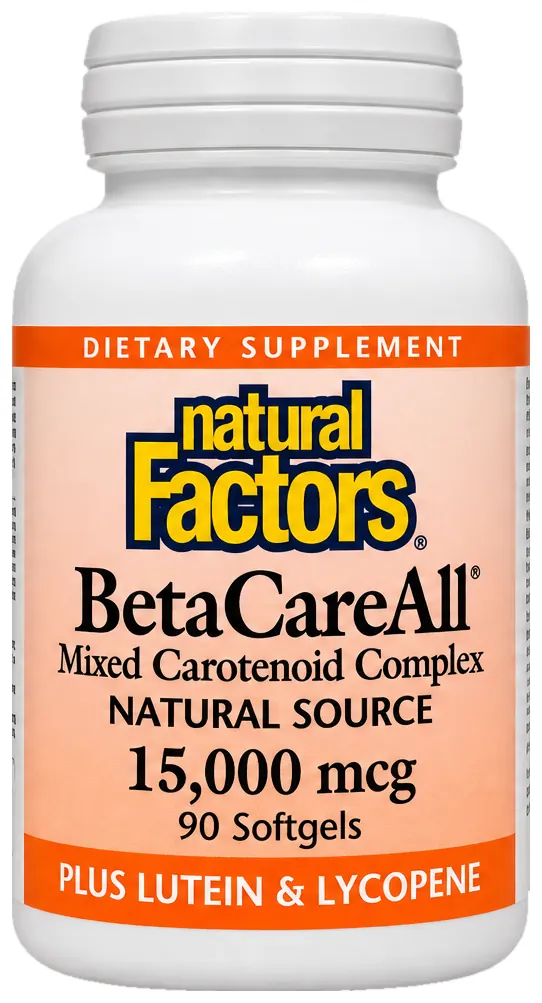 DIETARY SUPPLEMENT
natural
Factors®
BetaCareAll®
Mixed Carotenoid Complex
NATURAL SOURCE
15,000 mcg
90 Softgels
PLUS LUTEIN & LYCOPENE